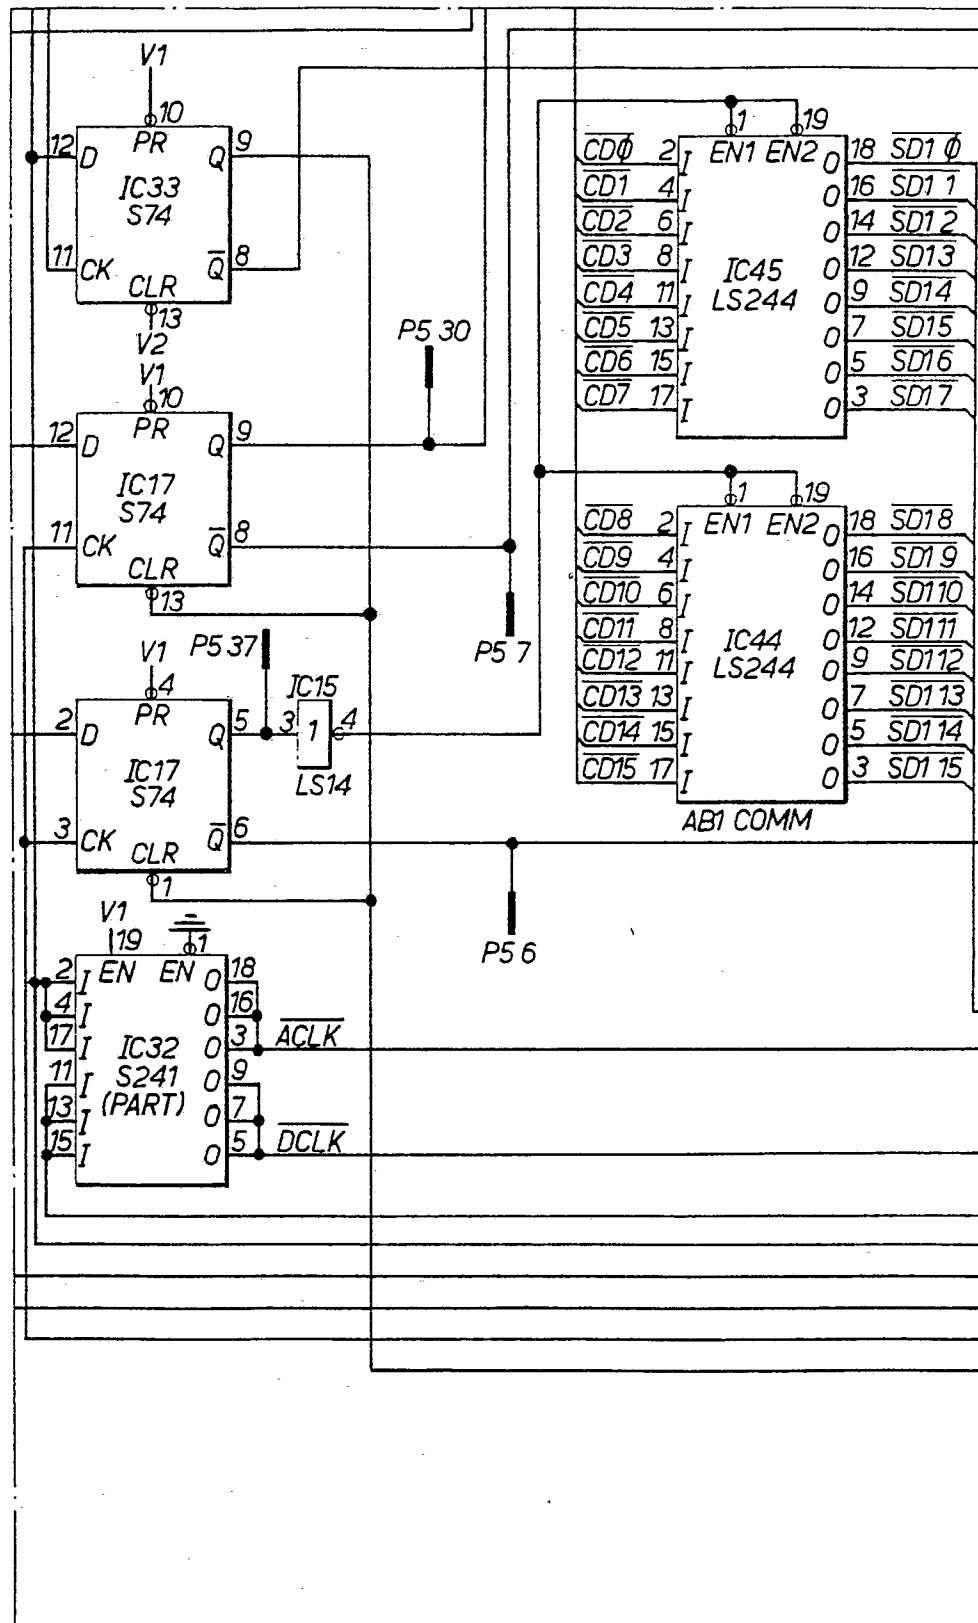 V1
10
12 D PR Q 9
IC33
S74
11 CK Q̅ 8
CLR
13
V2
V1
10
12 D PR Q 9
IC17
S74
11 CK Q̅ 8
CLR
13
P5 30
P5 7
P5 37
V1
4
2 D PR Q 5
IC17
S74
3 CK Q̅ 6
CLR
1
IC15
3 1 4
LS14
P5 6
V1
19 1
2 I EN EN O 18
4 I O 16
17 I O 3 ACLK
IC32
S241
(PART)
11 I O 9
13 I O 7
15 I O 5 DCLK
1 19
EN1 EN2
CDØ 2 I O 18 SD1 Ø
CD1 4 I O 16 SD1 1
CD2 6 I O 14 SD1 2
CD3 8 I O 12 SD13
IC45
LS244
CD4 11 I O 9 SD14
CD5 13 I O 7 SD15
CD6 15 I O 5 SD16
CD7 17 I O 3 SD17
1 19
EN1 EN2
CD8 2 I O 18 SD18
CD9 4 I O 16 SD1 9
CD10 6 I O 14 SD110
CD11 8 I O 12 SD111
IC44
LS244
CD12 11 I O 9 SD112
CD13 13 I O 7 SD113
CD14 15 I O 5 SD114
CD15 17 I O 3 SD1 15
AB1 COMM